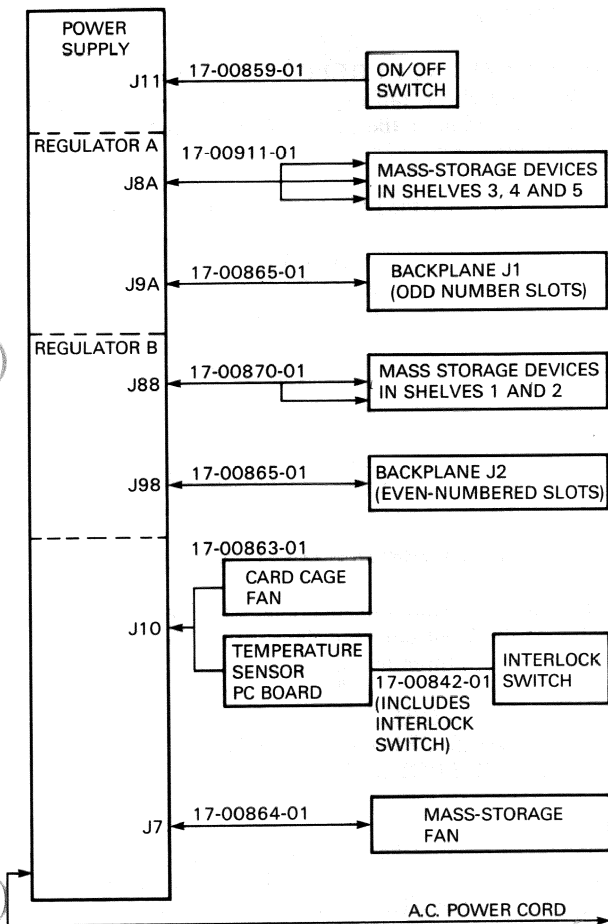 POWER
SUPPLY
J11
17-00859-01
ON/OFF
SWITCH
REGULATOR A
17-00911-01
J8A
MASS-STORAGE DEVICES
IN SHELVES 3, 4 AND 5
J9A
17-00865-01
BACKPLANE J1
(ODD NUMBER SLOTS)
REGULATOR B
J88
17-00870-01
MASS STORAGE DEVICES
IN SHELVES 1 AND 2
J98
17-00865-01
BACKPLANE J2
(EVEN-NUMBERED SLOTS)
17-00863-01
CARD CAGE
FAN
J10
TEMPERATURE
SENSOR
PC BOARD
17-00842-01
(INCLUDES
INTERLOCK
SWITCH)
INTERLOCK
SWITCH
J7
17-00864-01
MASS-STORAGE
FAN
A.C. POWER CORD